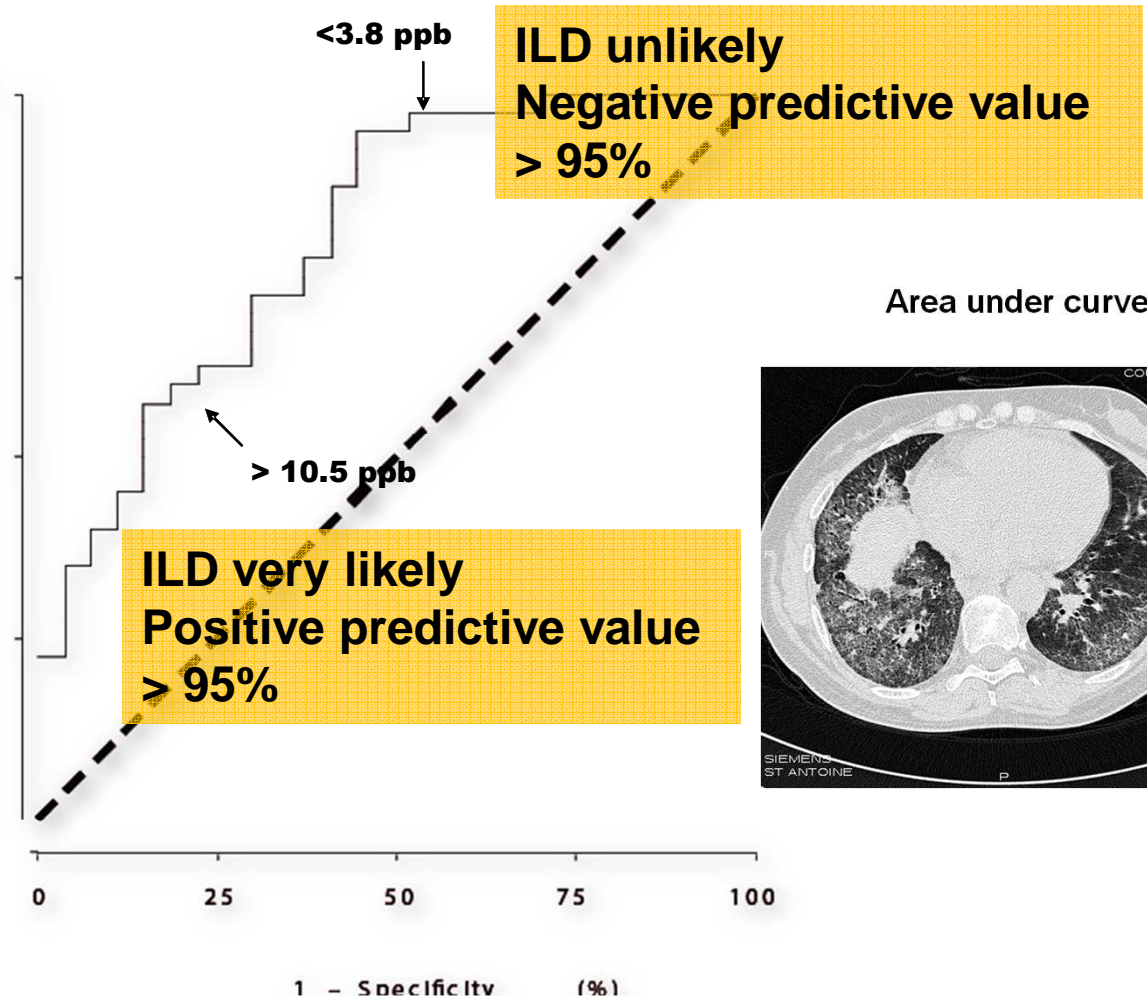 <3.8 ppb
ILD unlikely
Negative predictive value
> 95%
Area under curve
> 10.5 ppb
ILD very likely
Positive predictive value
> 95%
SIEMENS
ST ANTOINE
P
0 25 50 75 100
1 – Specificity (%)